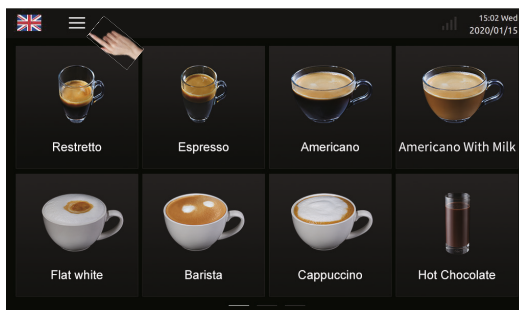 15:02 Wed
2020/01/15
Restretto
Espresso
Americano
Americano With Milk
Flat white
Barista
Cappuccino
Hot Chocolate